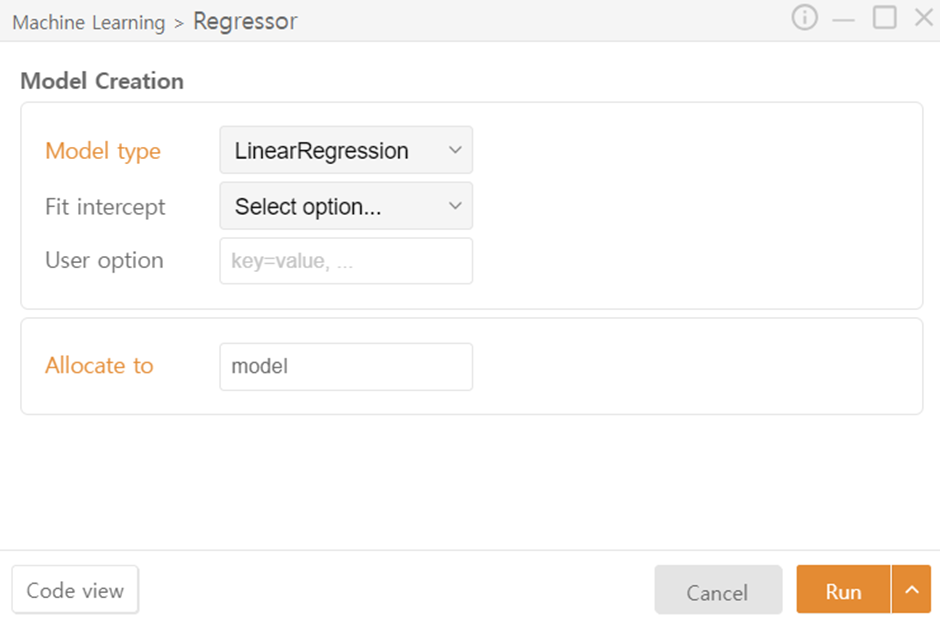 Machine Learning > Regressor
Model Creation
Model type LinearRegression
Fit intercept Select option...
User option key=value, ...
Allocate to model
Code view Cancel Run